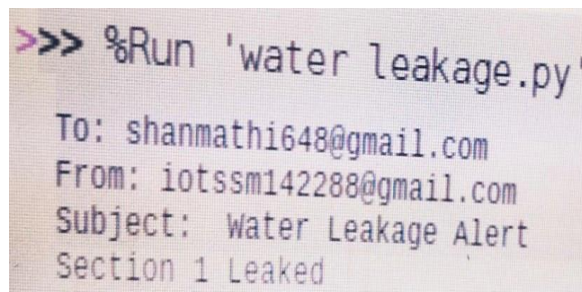 >>> %Run 'water leakage.py'
To: shanmathi648@gmail.com
From: iotssm142288@gmail.com
Subject: Water Leakage Alert
Section 1 Leaked